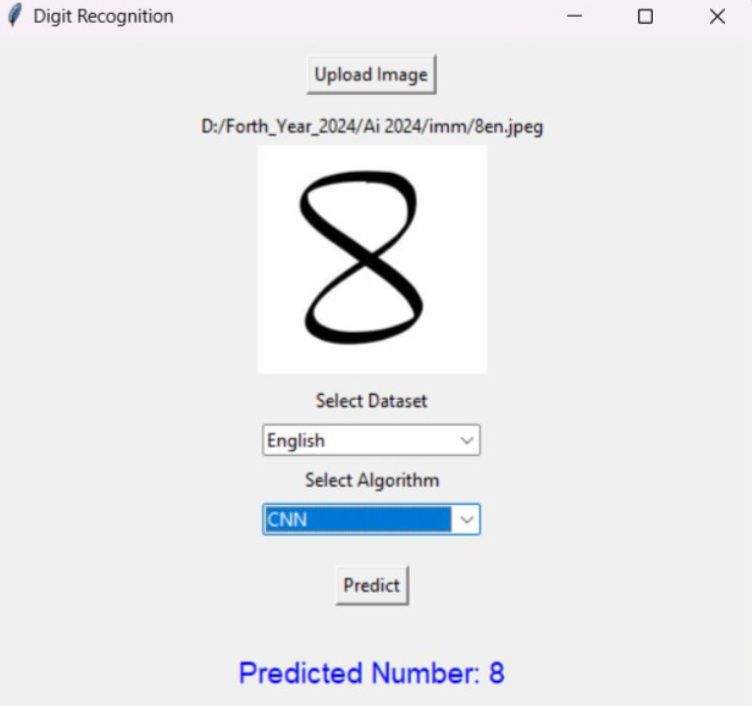 Digit Recognition
Upload Image
D:/Forth_Year_2024/Ai 2024/imm/8en.jpeg
8
Select Dataset
English
Select Algorithm
CNN
Predict
Predicted Number: 8